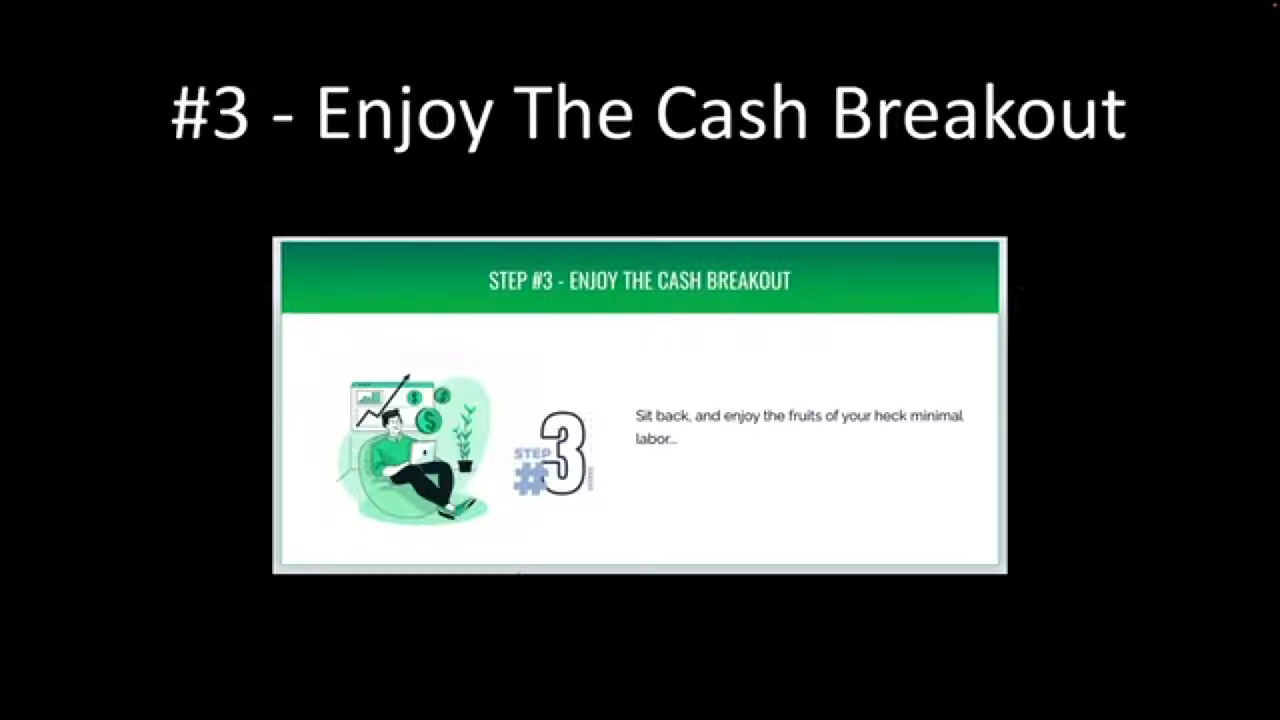 #3 - Enjoy The Cash Breakout
STEP #3 - ENJOY THE CASH BREAKOUT
STEP
#3
Sit back, and enjoy the fruits of your heck minimal
labor...